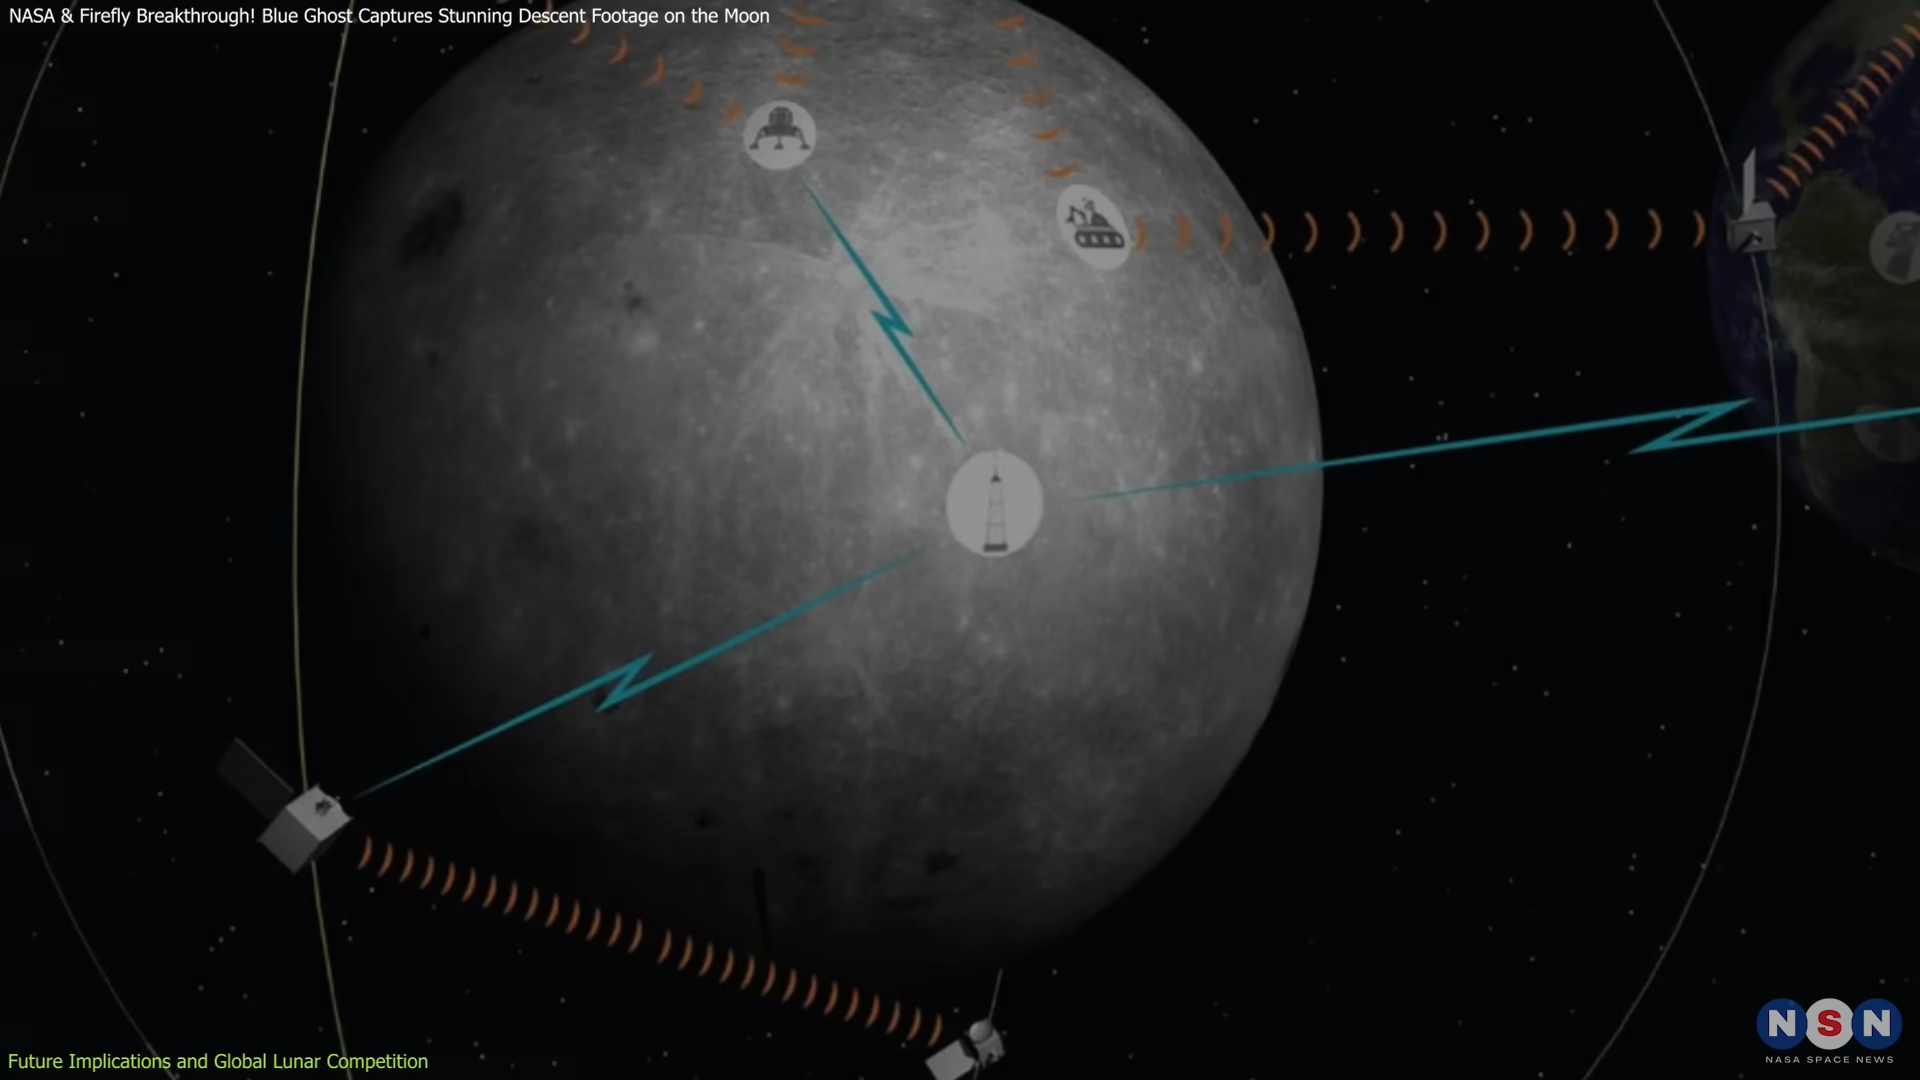 NASA & Firefly Breakthrough! Blue Ghost Captures Stunning Descent Footage on the Moon
Future Implications and Global Lunar Competition
NSN
NASA SPACE NEWS